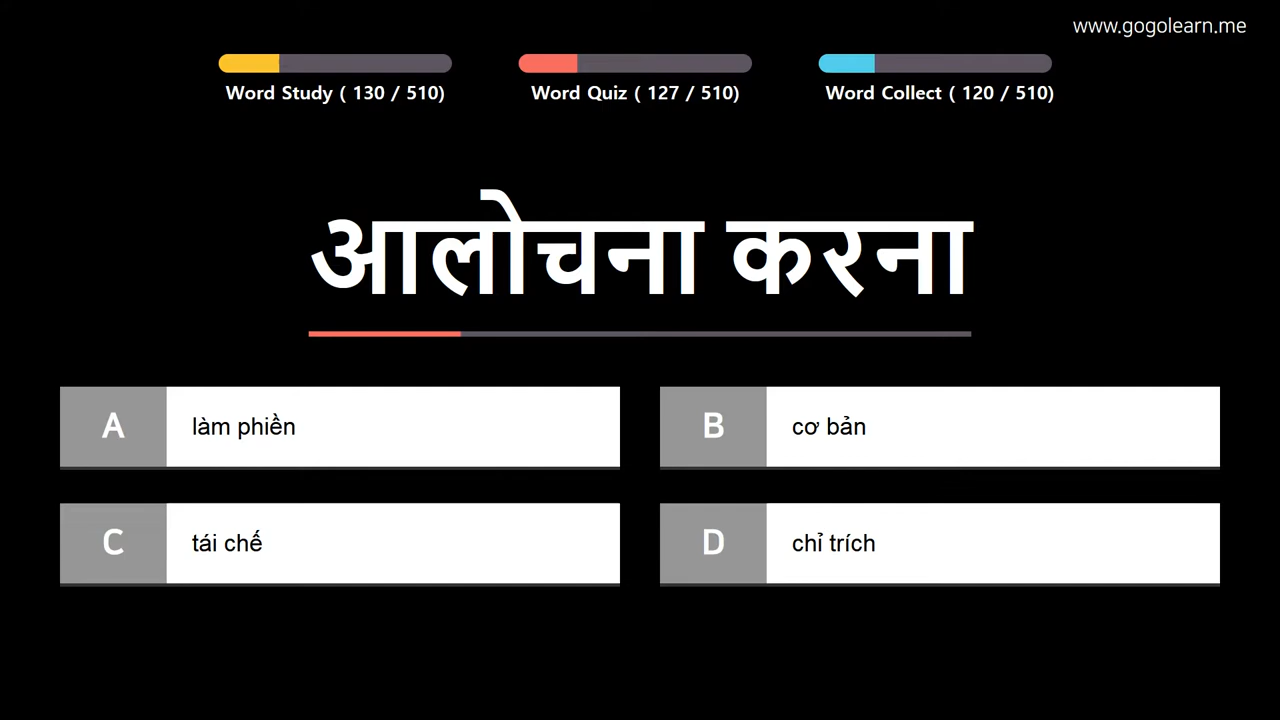 www.gogolearn.me
Word Study ( 130 / 510)
Word Quiz ( 127 / 510)
Word Collect ( 120 / 510)
आलोचना करना
A làm phiền
B cơ bản
C tái chế
D chỉ trích